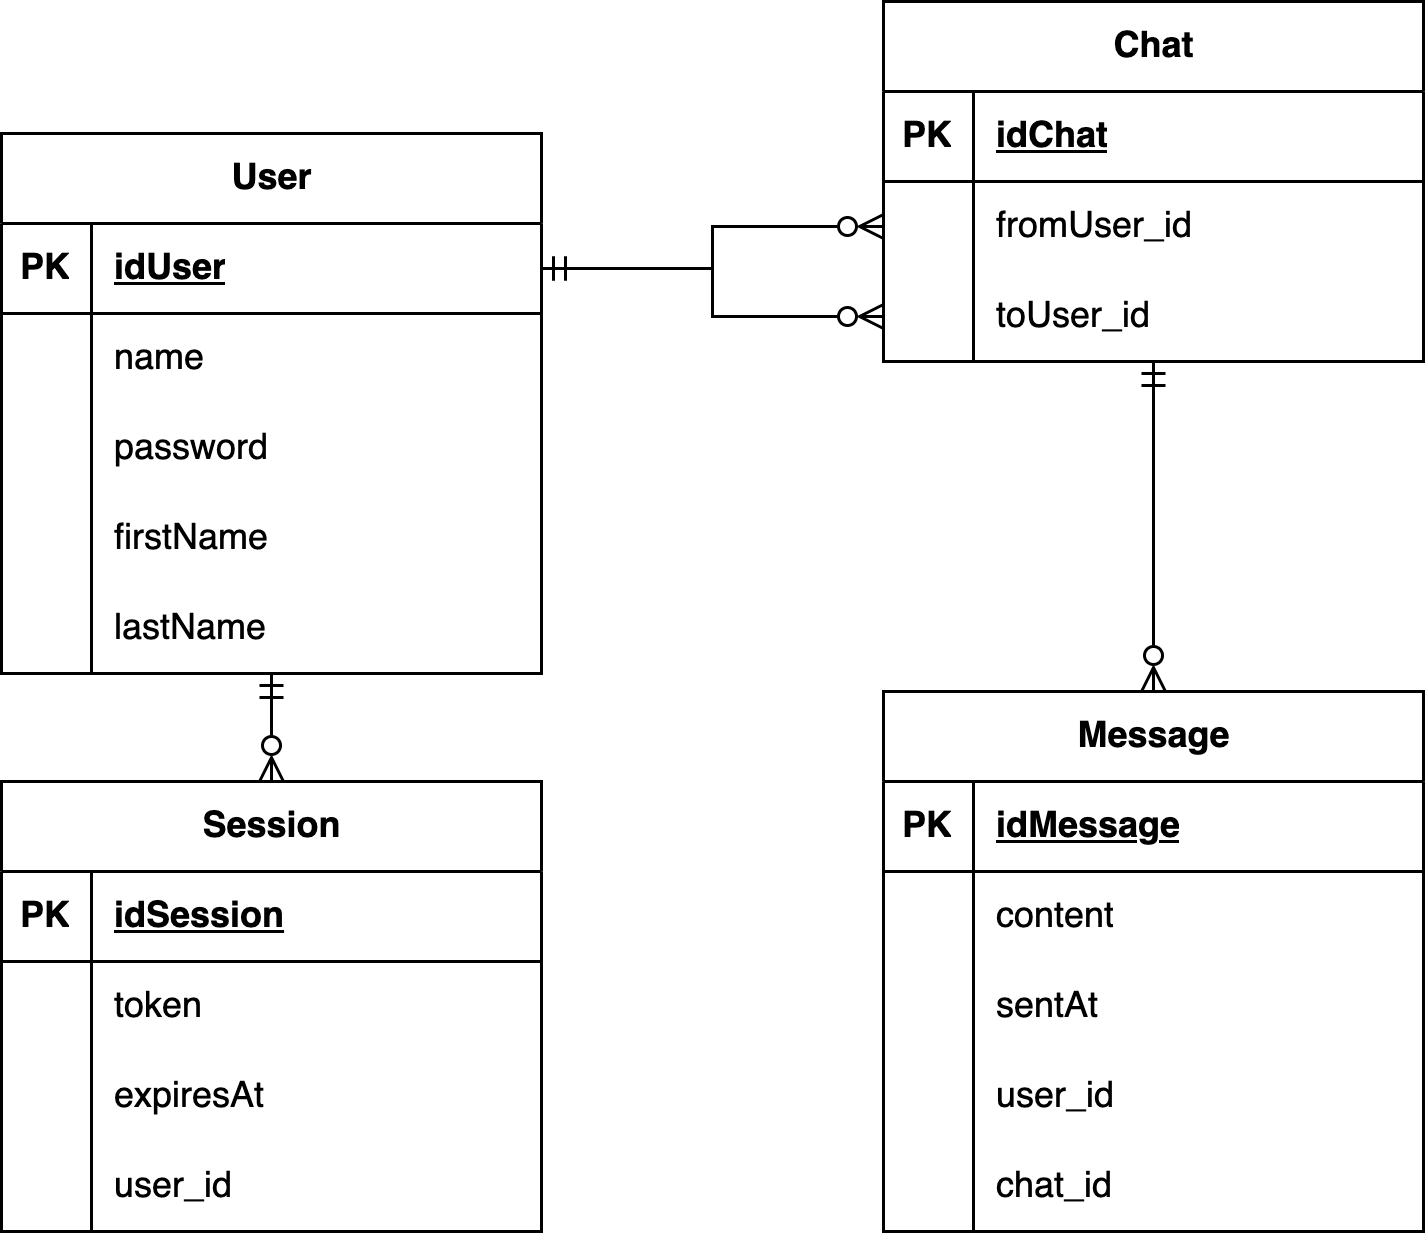 User
PK idUser
name
password
firstName
lastName
Chat
PK idChat
fromUser_id
toUser_id
Session
PK idSession
token
expiresAt
user_id
Message
PK idMessage
content
sentAt
user_id
chat_id